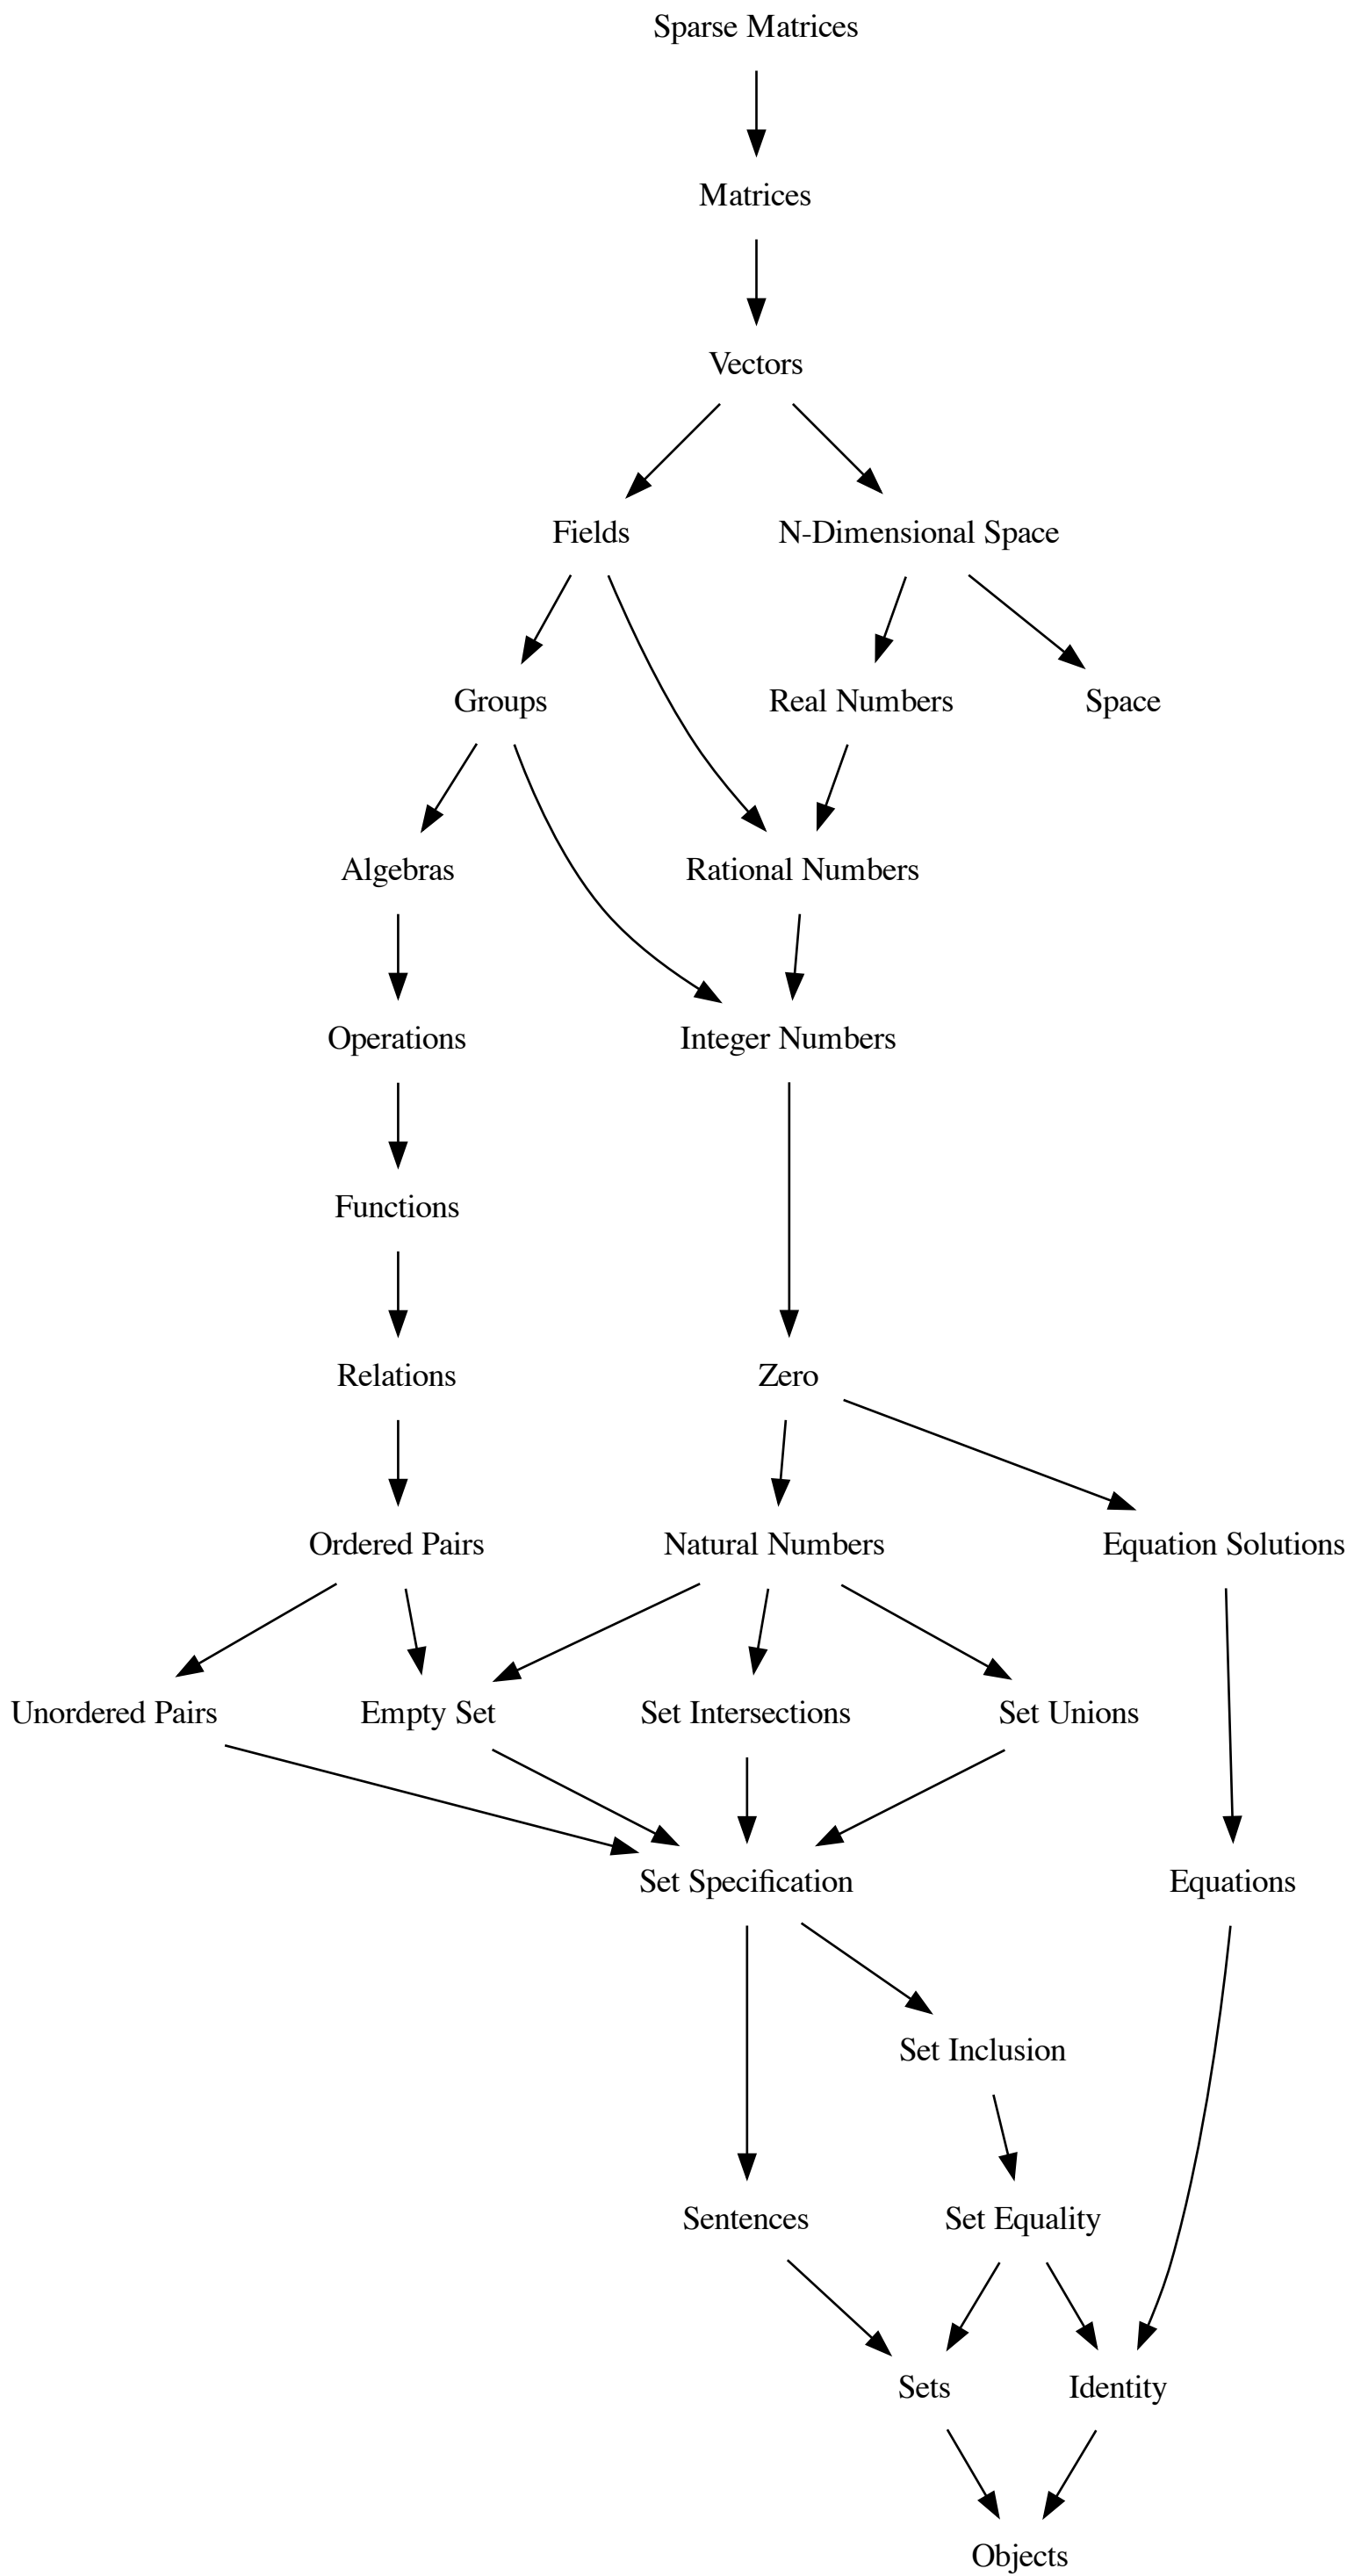 Sparse Matrices
Matrices
Vectors
Fields
N-Dimensional Space
Groups
Real Numbers
Space
Algebras
Rational Numbers
Operations
Integer Numbers
Functions
Relations
Zero
Ordered Pairs
Natural Numbers
Equation Solutions
Unordered Pairs
Empty Set
Set Intersections
Set Unions
Set Specification
Equations
Set Inclusion
Sentences
Set Equality
Sets
Identity
Objects